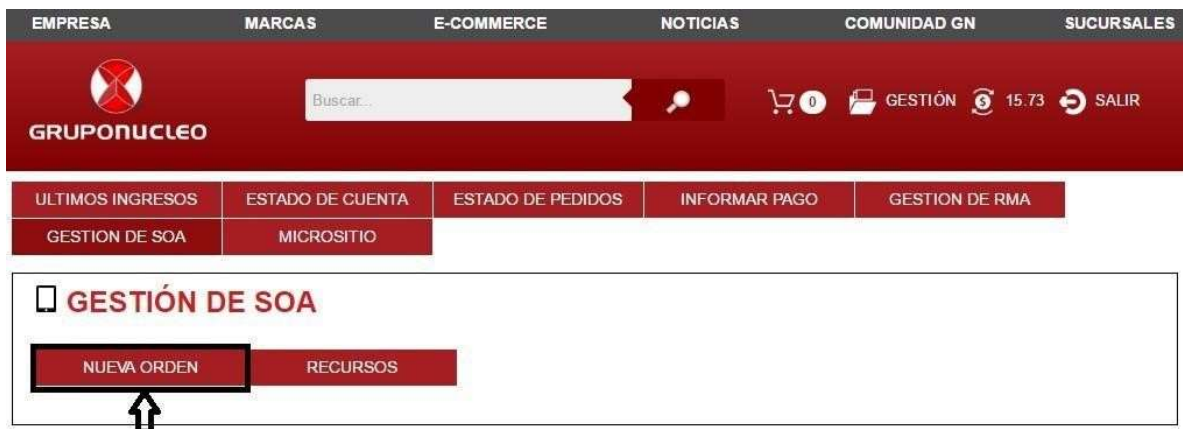 EMPRESA MARCAS E-COMMERCE NOTICIAS COMUNIDAD GN SUCURSALES
Buscar... 0 GESTIÓN $ 15.73 SALIR
GRUPONUCLEO
ULTIMOS INGRESOS ESTADO DE CUENTA ESTADO DE PEDIDOS INFORMAR PAGO GESTION DE RMA
GESTION DE SOA MICROSITIO
GESTIÓN DE SOA
NUEVA ORDEN RECURSOS